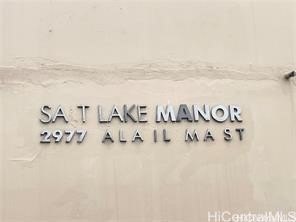 SA T LAKE MANOR
2977 ALA IL MA ST
HiCentralMLS